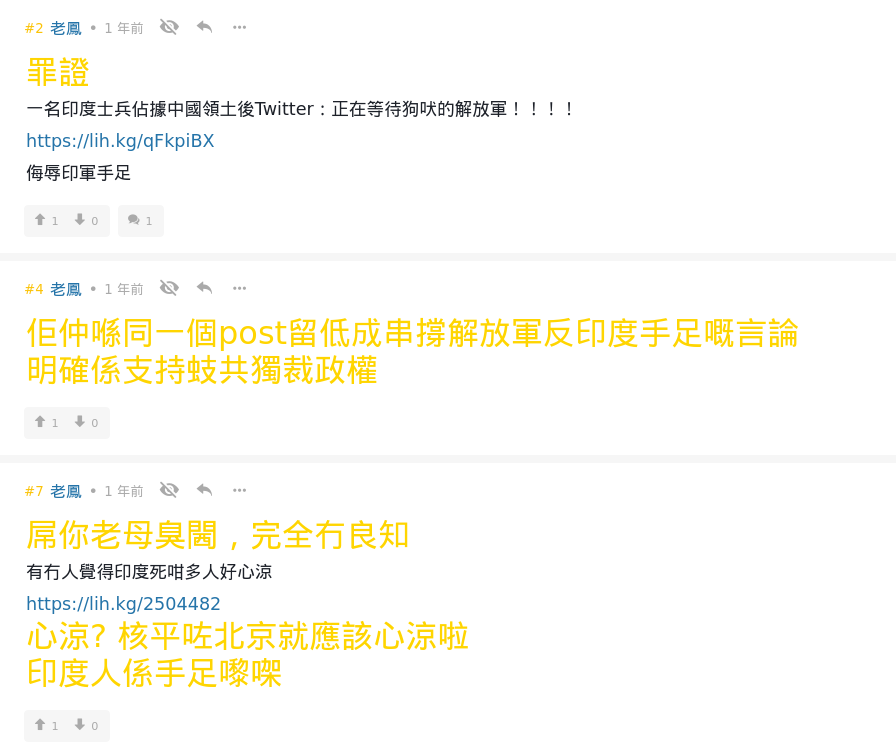 #2 老鳳 • 1 年前
罪證
一名印度士兵佔據中國領土後Twitter : 正在等待狗吠的解放軍！！！！
https://lih.kg/qFkpiBX
侮辱印軍手足
1 0 1
#4 老鳳 • 1 年前
佢仲喺同一個post留低成串撐解放軍反印度手足嘅言論
明確係支持蚑共獨裁政權
1 0
#7 老鳳 • 1 年前
屌你老母臭閪，完全冇良知
有冇人覺得印度死咁多人好心涼
https://lih.kg/2504482
心涼? 核平咗北京就應該心涼啦
印度人係手足嚟㗎
1 0